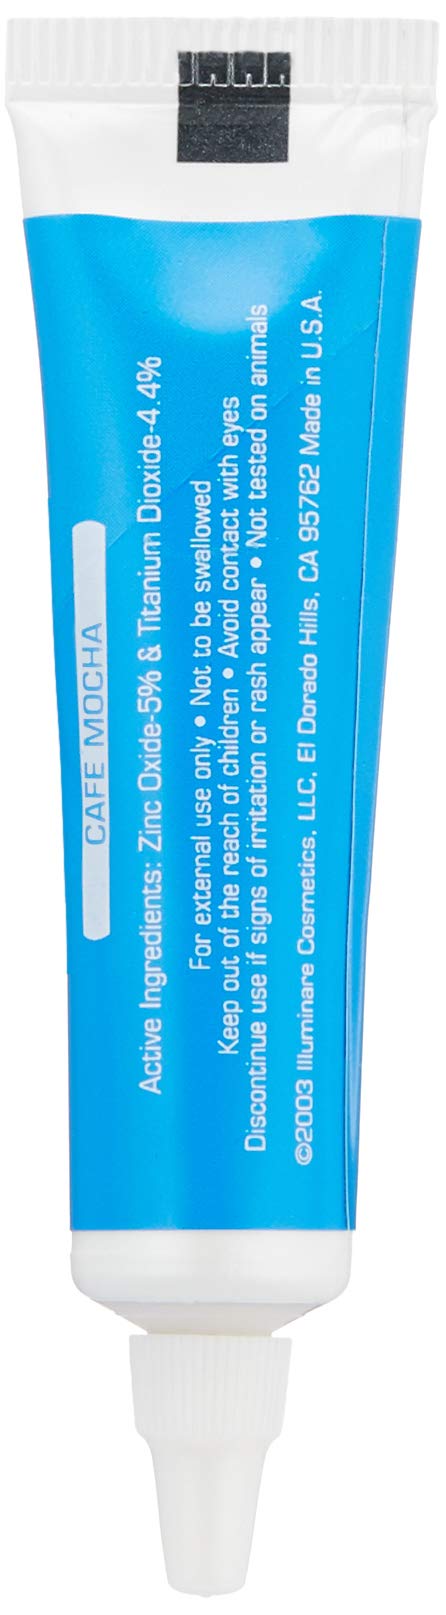 CAFE MOCHA
Active Ingredients: Zinc Oxide-5% & Titanium Dioxide-4.4%
For external use only • Not to be swallowed
Keep out of the reach of children • Avoid contact with eyes
Discontinue use if signs of irritation or rash appear • Not tested on animals
©2003 Illuminare Cosmetics, LLC, El Dorado Hills, CA 95762 Made in U.S.A.